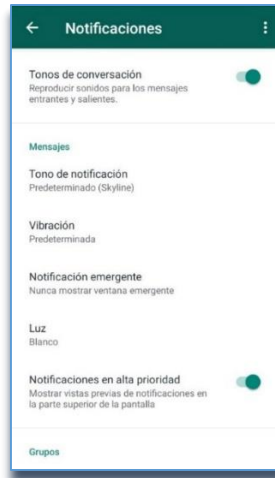 Notificaciones
Tonos de conversación
Reproducir sonidos para los mensajes
entrantes y salientes.
Mensajes
Tono de notificación
Predeterminado (Skyline)
Vibración
Predeterminada
Notificación emergente
Nunca mostrar ventana emergente
Luz
Blanco
Notificaciones en alta prioridad
Mostrar vistas previas de notificaciones en
la parte superior de la pantalla
Grupos